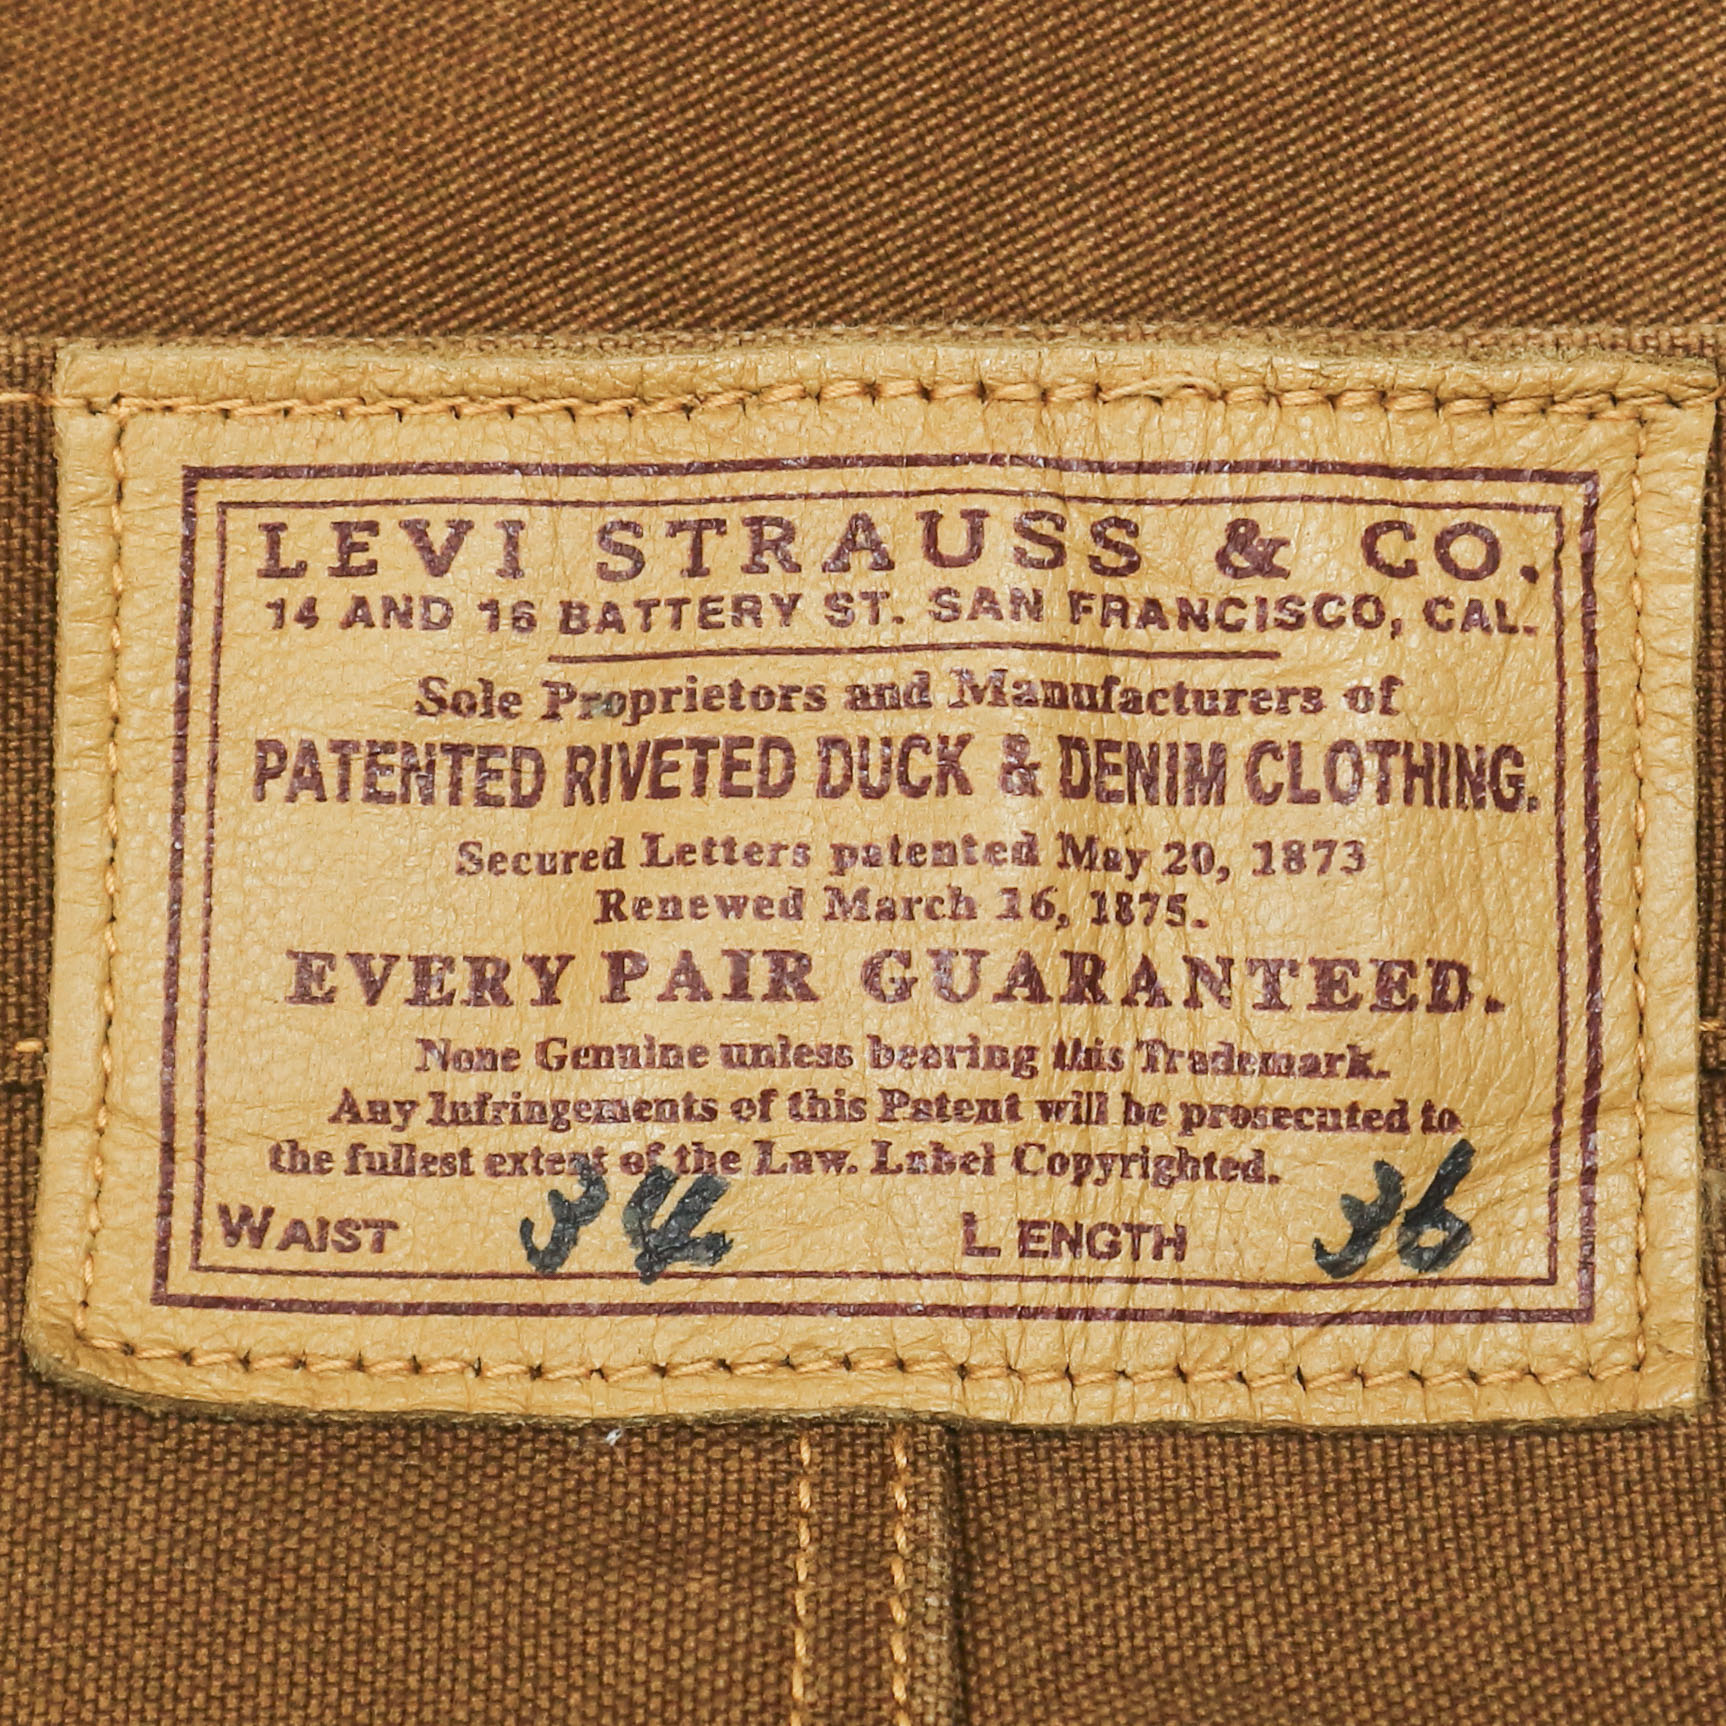 LEVI STRAUSS & CO.
14 AND 16 BATTERY ST. SAN FRANCISCO, CAL.
Sole Proprietors and Manufacturers of
PATENTED RIVETED DUCK & DENIM CLOTHING.
Secured Letters patented May 20, 1873
Renewed March 16, 1875.
EVERY PAIR GUARANTEED.
None Genuine unless bearing this Trademark.
Any Infringements of this Patent will be prosecuted to
the fullest extent of the Law. Label Copyrighted.
WAIST LENGTH 36